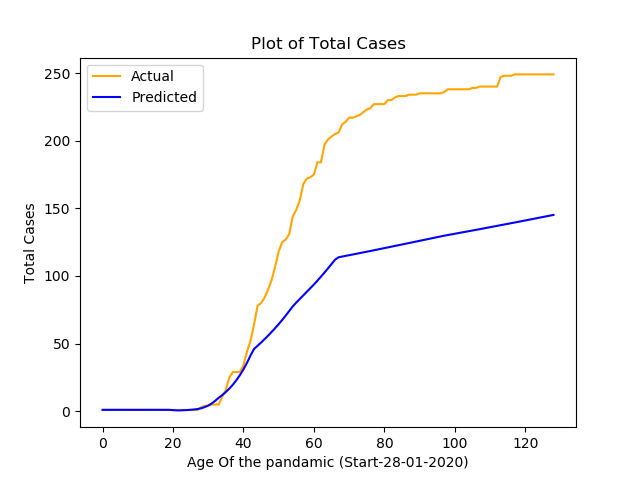 Plot of Total Cases
Actual
Predicted
250
200
150
100
50
0
Total Cases
0 20 40 60 80 100 120
Age Of the pandamic (Start-28-01-2020)